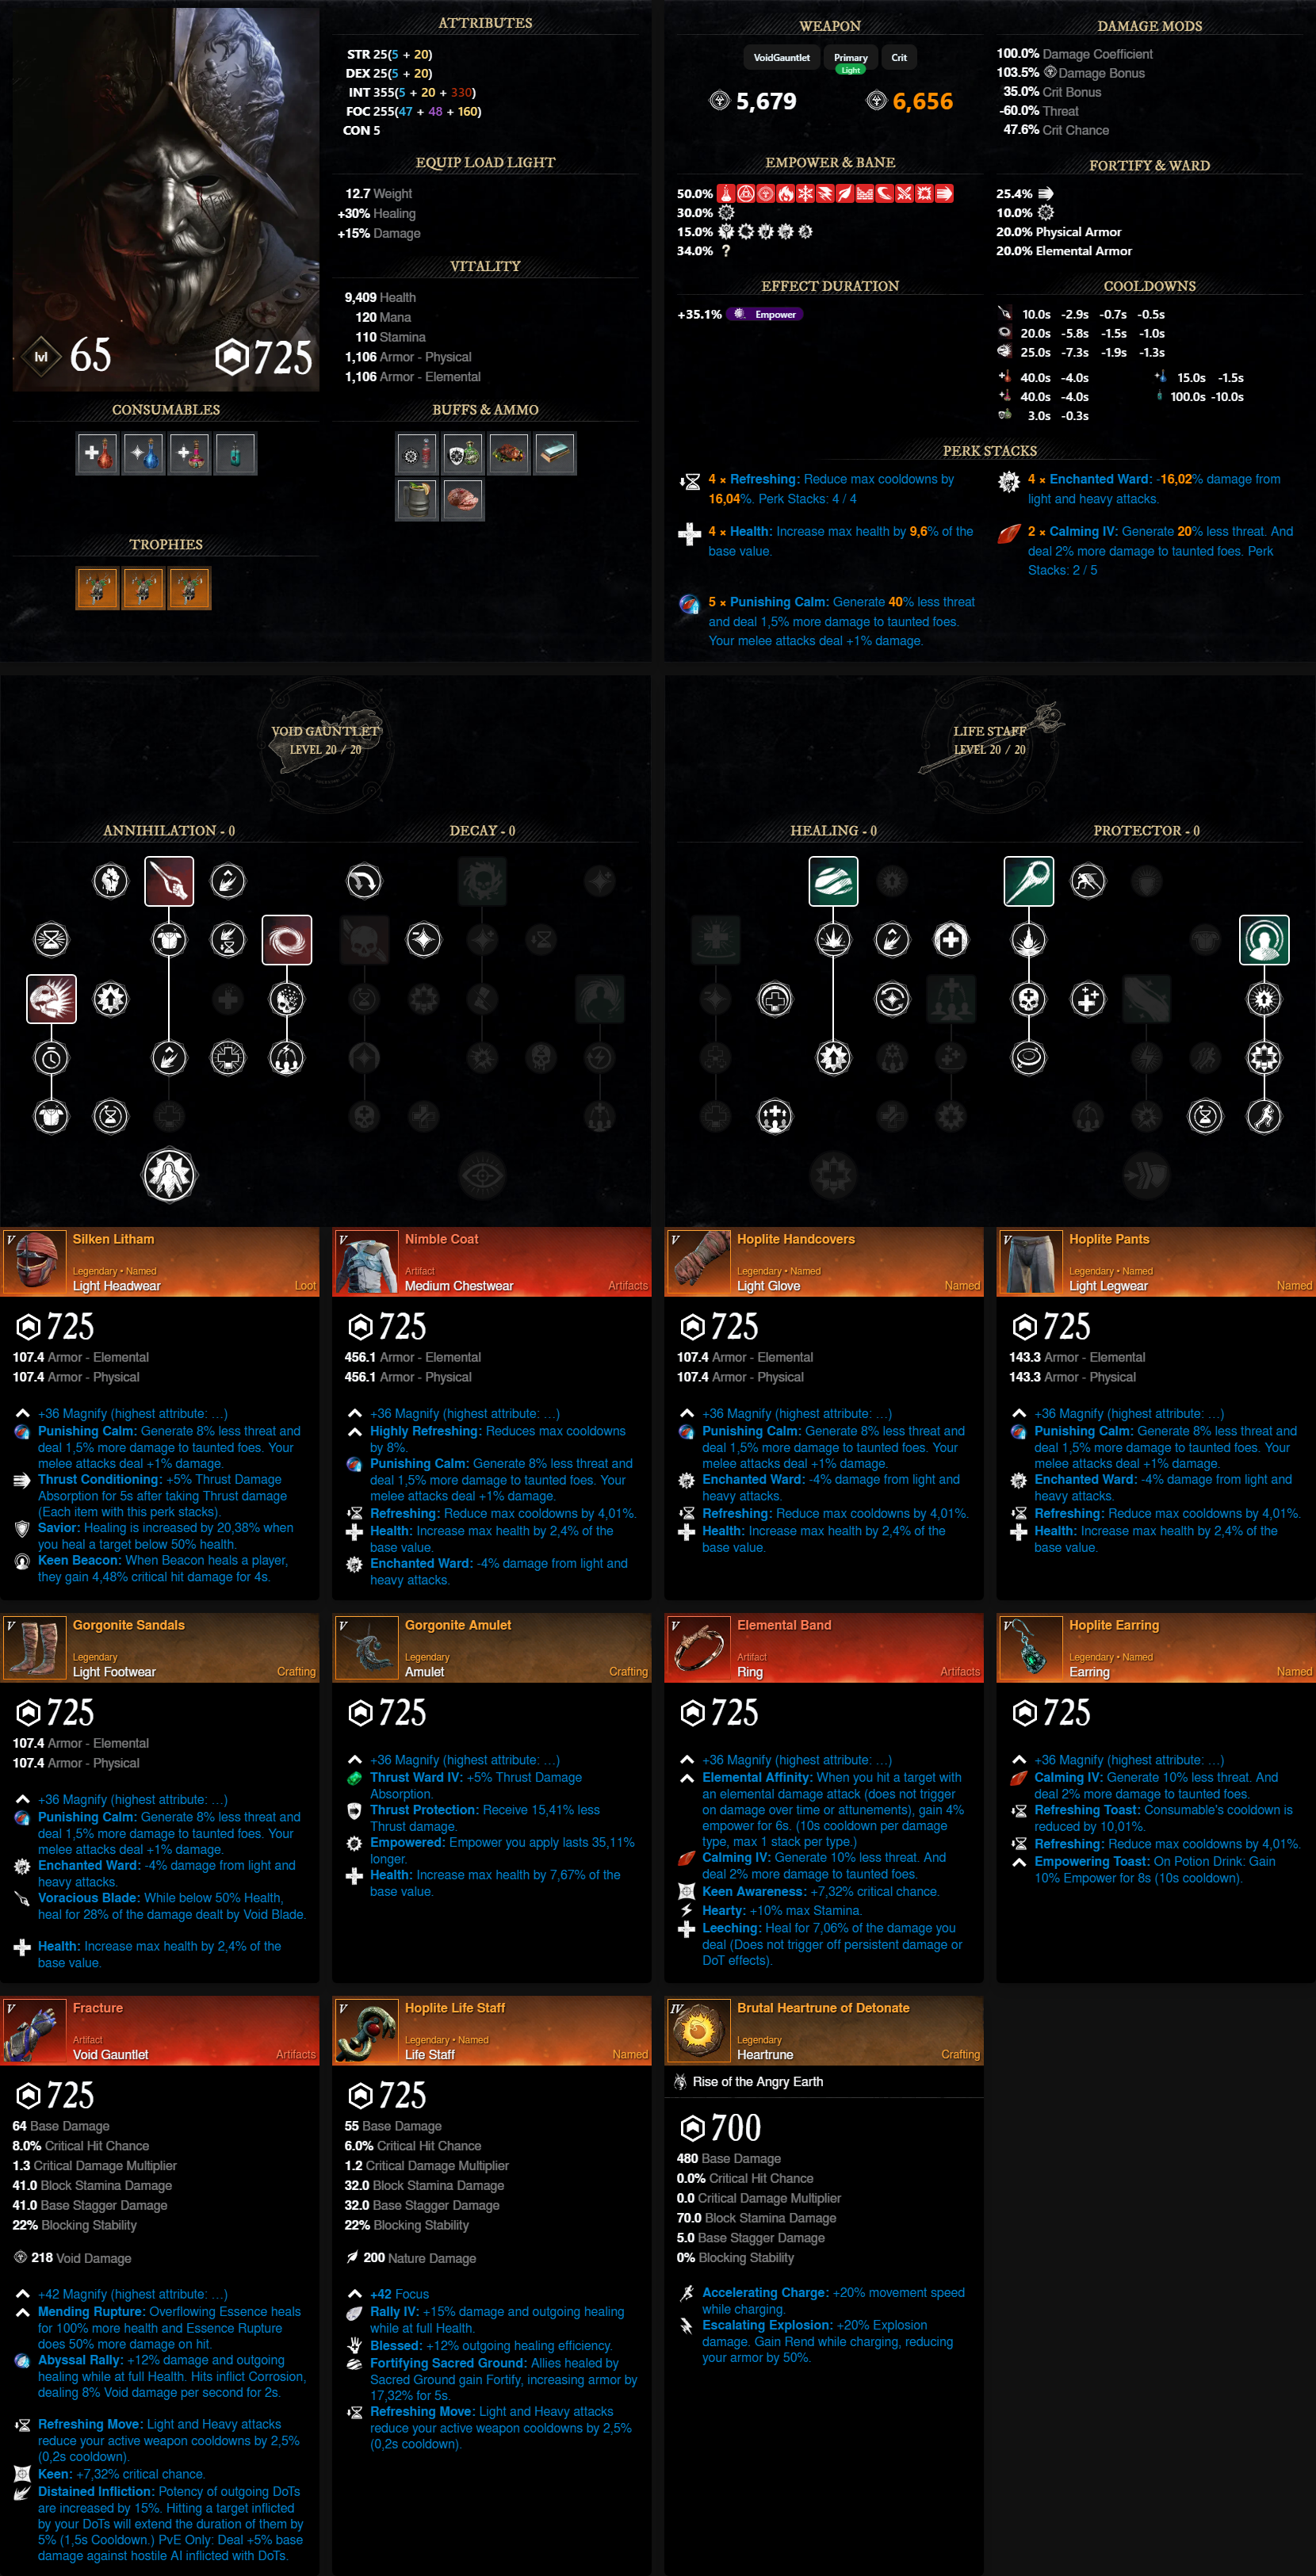 ATTRIBUTES
STR 25(5 + 20)
DEX 25(5 + 20)
INT 355(5 + 20 + 330)
FOC 255(47 + 48 + 160)
CON 5
EQUIP LOAD LIGHT
12.7 Weight
+30% Healing
+15% Damage
VITALITY
9,409 Health
120 Mana
110 Stamina
1,106 Armor - Physical
1,106 Armor - Elemental
lvl 65
725
CONSUMABLES
BUFFS & AMMO
TROPHIES
WEAPON
VoidGauntlet
Primary
Light
Crit
5,679
6,656
DAMAGE MODS
100.0% Damage Coefficient
103.5% Damage Bonus
35.0% Crit Bonus
-60.0% Threat
47.6% Crit Chance
EMPOWER & BANE
50.0%
30.0%
15.0%
34.0% ?
FORTIFY & WARD
25.4%
10.0%
20.0% Physical Armor
20.0% Elemental Armor
EFFECT DURATION
+35.1% Empower
COOLDOWNS
10.0s -2.9s -0.7s -0.5s
20.0s -5.8s -1.5s -1.0s
25.0s -7.3s -1.9s -1.3s
40.0s -4.0s
15.0s -1.5s
40.0s -4.0s
100.0s -10.0s
3.0s -0.3s
PERK STACKS
4 × Refreshing: Reduce max cooldowns by
16,04%. Perk Stacks: 4 / 4
4 × Enchanted Ward: -16,02% damage from
light and heavy attacks.
4 × Health: Increase max health by 9,6% of the
base value.
2 × Calming IV: Generate 20% less threat. And
deal 2% more damage to taunted foes. Perk
Stacks: 2 / 5
5 × Punishing Calm: Generate 40% less threat
and deal 1,5% more damage to taunted foes.
Your melee attacks deal +1% damage.
VOID GAUNTLET
LEVEL 20 / 20
ANNIHILATION - 0
DECAY - 0
LIFE STAFF
LEVEL 20 / 20
HEALING - 0
PROTECTOR - 0
V
Silken Litham
Legendary • Named
Light Headwear
Loot
725
107.4 Armor - Elemental
107.4 Armor - Physical
+36 Magnify (highest attribute: ...)
Punishing Calm: Generate 8% less threat and
deal 1,5% more damage to taunted foes. Your
melee attacks deal +1% damage.
Thrust Conditioning: +5% Thrust Damage
Absorption for 5s after taking Thrust damage
(Each item with this perk stacks).
Savior: Healing is increased by 20,38% when
you heal a target below 50% health.
Keen Beacon: When Beacon heals a player,
they gain 4,48% critical hit damage for 4s.
V
Nimble Coat
Artifact
Medium Chestwear
Artifacts
725
456.1 Armor - Elemental
456.1 Armor - Physical
+36 Magnify (highest attribute: ...)
Highly Refreshing: Reduces max cooldowns
by 8%.
Punishing Calm: Generate 8% less threat and
deal 1,5% more damage to taunted foes. Your
melee attacks deal +1% damage.
Refreshing: Reduce max cooldowns by 4,01%.
Health: Increase max health by 2,4% of the
base value.
Enchanted Ward: -4% damage from light and
heavy attacks.
V
Hoplite Handcovers
Legendary • Named
Light Glove
Named
725
107.4 Armor - Elemental
107.4 Armor - Physical
+36 Magnify (highest attribute: ...)
Punishing Calm: Generate 8% less threat and
deal 1,5% more damage to taunted foes. Your
melee attacks deal +1% damage.
Enchanted Ward: -4% damage from light and
heavy attacks.
Refreshing: Reduce max cooldowns by 4,01%.
Health: Increase max health by 2,4% of the
base value.
V
Hoplite Pants
Legendary • Named
Light Legwear
Named
725
143.3 Armor - Elemental
143.3 Armor - Physical
+36 Magnify (highest attribute: ...)
Punishing Calm: Generate 8% less threat and
deal 1,5% more damage to taunted foes. Your
melee attacks deal +1% damage.
Enchanted Ward: -4% damage from light and
heavy attacks.
Refreshing: Reduce max cooldowns by 4,01%.
Health: Increase max health by 2,4% of the
base value.
V
Gorgonite Sandals
Legendary
Light Footwear
Crafting
725
107.4 Armor - Elemental
107.4 Armor - Physical
+36 Magnify (highest attribute: ...)
Punishing Calm: Generate 8% less threat and
deal 1,5% more damage to taunted foes. Your
melee attacks deal +1% damage.
Enchanted Ward: -4% damage from light and
heavy attacks.
Voracious Blade: While below 50% Health,
heal for 28% of the damage dealt by Void Blade.
Health: Increase max health by 2,4% of the
base value.
V
Gorgonite Amulet
Legendary
Amulet
Crafting
725
+36 Magnify (highest attribute: ...)
Thrust Ward IV: +5% Thrust Damage
Absorption.
Thrust Protection: Receive 15,41% less
Thrust damage.
Empowered: Empower you apply lasts 35,11%
longer.
Health: Increase max health by 7,67% of the
base value.
V
Elemental Band
Artifact
Ring
Artifacts
725
+36 Magnify (highest attribute: ...)
Elemental Affinity: When you hit a target with
an elemental damage attack (does not trigger
on damage over time or attunements), gain 4%
empower for 6s. (10s cooldown per damage
type, max 1 stack per type.)
Calming IV: Generate 10% less threat. And
deal 2% more damage to taunted foes.
Keen Awareness: +7,32% critical chance.
Hearty: +10% max Stamina.
Leeching: Heal for 7,06% of the damage you
deal (Does not trigger off persistent damage or
DoT effects).
V
Hoplite Earring
Legendary • Named
Earring
Named
725
+36 Magnify (highest attribute: ...)
Calming IV: Generate 10% less threat. And
deal 2% more damage to taunted foes.
Refreshing Toast: Consumable's cooldown is
reduced by 10,01%.
Refreshing: Reduce max cooldowns by 4,01%.
Empowering Toast: On Potion Drink: Gain
10% Empower for 8s (10s cooldown).
V
Fracture
Artifact
Void Gauntlet
Artifacts
725
64 Base Damage
8.0% Critical Hit Chance
1.3 Critical Damage Multiplier
41.0 Block Stamina Damage
41.0 Base Stagger Damage
22% Blocking Stability
218 Void Damage
+42 Magnify (highest attribute: ...)
Mending Rupture: Overflowing Essence heals
for 100% more health and Essence Rupture
does 50% more damage on hit.
Abyssal Rally: +12% damage and outgoing
healing while at full Health. Hits inflict Corrosion,
dealing 8% Void damage per second for 2s.
Refreshing Move: Light and Heavy attacks
reduce your active weapon cooldowns by 2,5%
(0,2s cooldown).
Keen: +7,32% critical chance.
Distained Infliction: Potency of outgoing DoTs
are increased by 15%. Hitting a target inflicted
by your DoTs will extend the duration of them by
5% (1,5s Cooldown.) PvE Only: Deal +5% base
damage against hostile AI inflicted with DoTs.
V
Hoplite Life Staff
Legendary • Named
Life Staff
Named
725
55 Base Damage
6.0% Critical Hit Chance
1.2 Critical Damage Multiplier
32.0 Block Stamina Damage
32.0 Base Stagger Damage
22% Blocking Stability
200 Nature Damage
+42 Focus
Rally IV: +15% damage and outgoing healing
while at full Health.
Blessed: +12% outgoing healing efficiency.
Fortifying Sacred Ground: Allies healed by
Sacred Ground gain Fortify, increasing armor by
17,32% for 5s.
Refreshing Move: Light and Heavy attacks
reduce your active weapon cooldowns by 2,5%
(0,2s cooldown).
IV
Brutal Heartrune of Detonate
Legendary
Heartrune
Crafting
Rise of the Angry Earth
700
480 Base Damage
0.0% Critical Hit Chance
0.0 Critical Damage Multiplier
70.0 Block Stamina Damage
5.0 Base Stagger Damage
0% Blocking Stability
Accelerating Charge: +20% movement speed
while charging.
Escalating Explosion: +20% Explosion
damage. Gain Rend while charging, reducing
your armor by 50%.